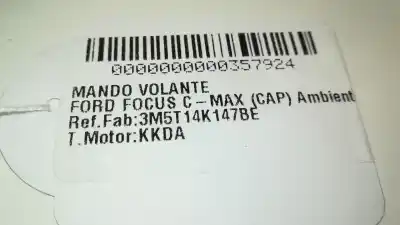 0000000000357924
MANDO VOLANTE
FORD FOCUS C-MAX (CAP) Ambient
Ref.Fab:3M5T14K147BE
T.Motor:KKDA